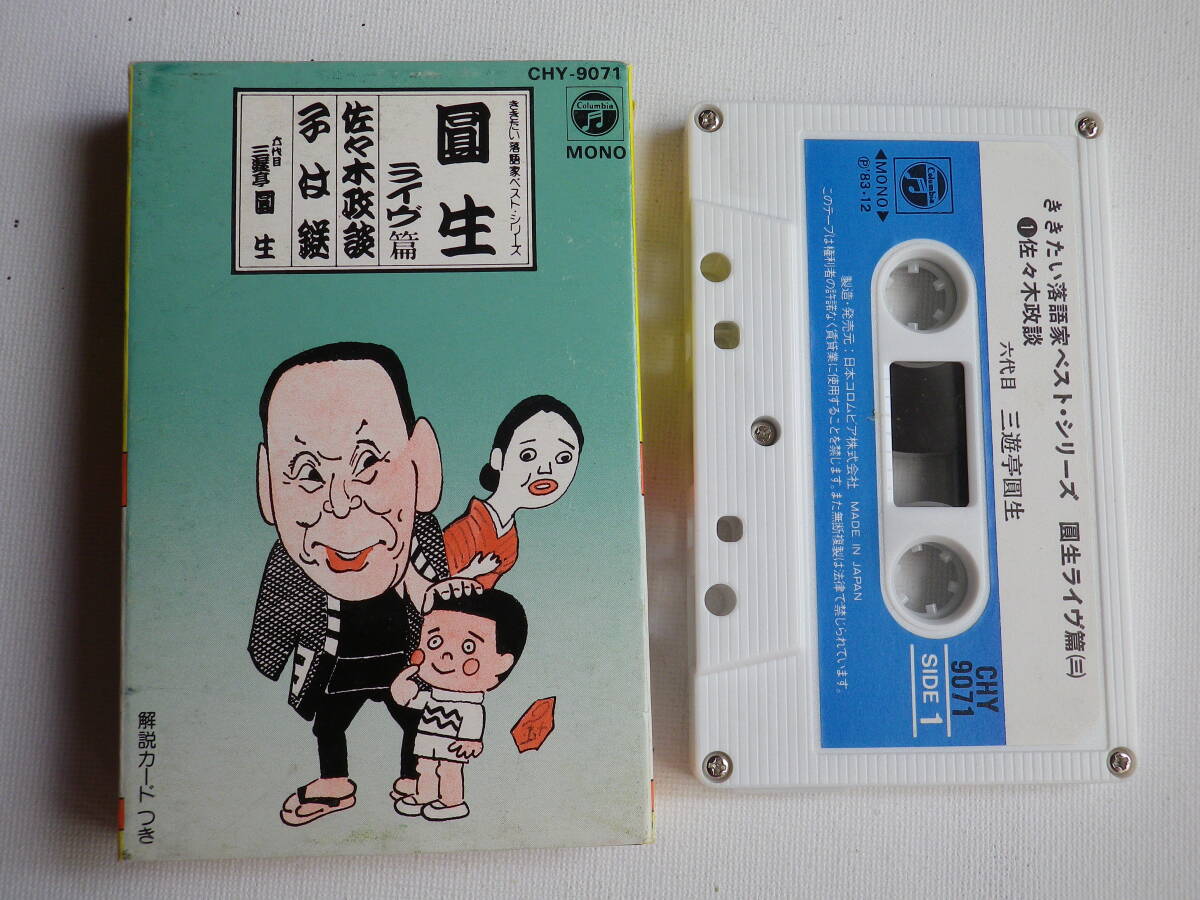 CHY-9071
Columbia
MONO
ききたい落語家ベスト・シリーズ
圓生
ライヴ篇
佐々木政談
子は鎹
六代目
三遊亭圓生
解説カードつき
ききたい落語家ベスト・シリーズ 圓生ライヴ篇(三)
❶佐々木政談
六代目 三遊亭圓生
Columbia
◀MONO▶
Ⓟ'83・12
製造・発売元:日本コロムビア株式会社 MADE IN JAPAN
このテープは権利者の許諾なく賃貸業に使用することを禁じます。また無断複製は法律で禁じられています。
CHY
9071
SIDE 1